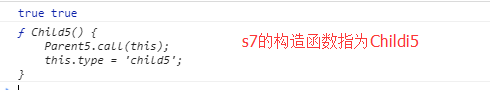 true true
ƒ Child5() {
    Parent5.call(this);
    this.type = 'child5';
}
s7的构造函数指为Childi5
>